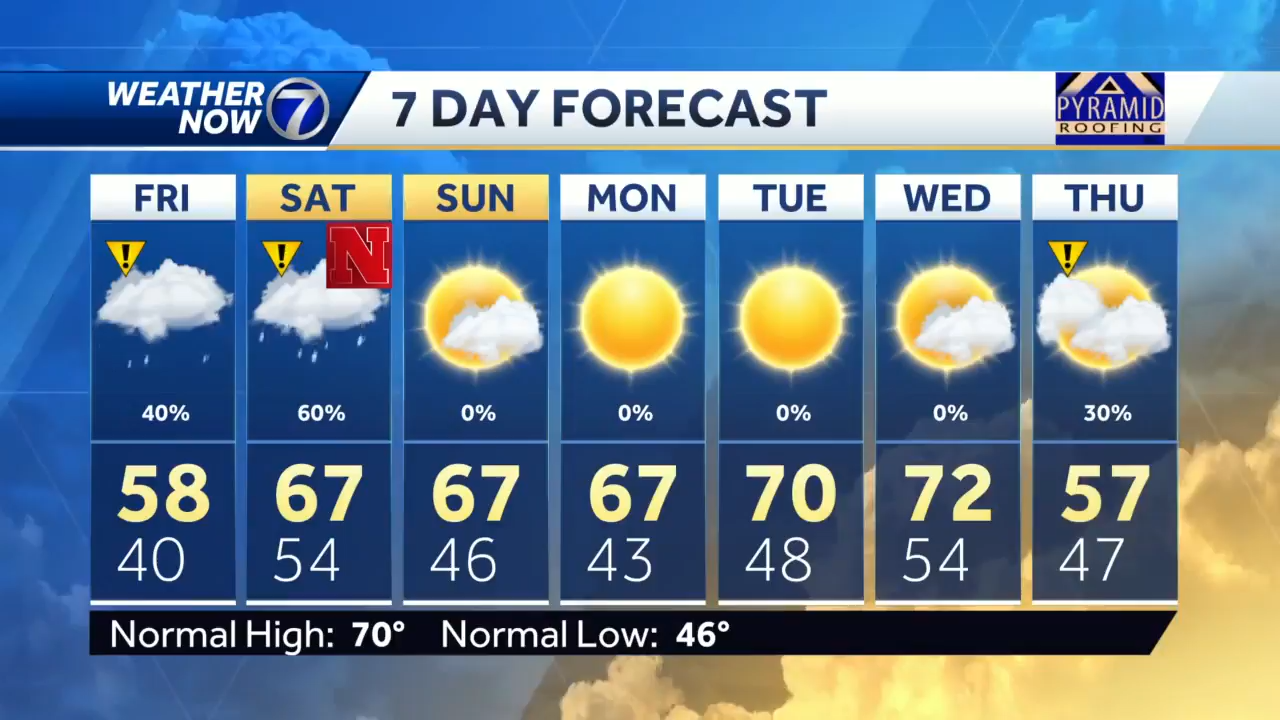 WEATHER
NOW 7
7 DAY FORECAST
PYRAMID
ROOFING
FRI SAT SUN MON TUE WED THU
! ! N !
40% 60% 0% 0% 0% 0% 30%
58 67 67 67 70 72 57
40 54 46 43 48 54 47
Normal High: 70° Normal Low: 46°